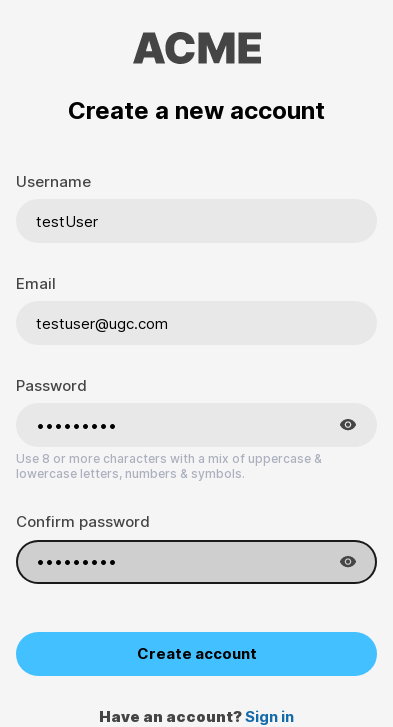 ACME
Create a new account
Username
testUser
Email
testuser@ugc.com
Password
•••••••••
Use 8 or more characters with a mix of uppercase &
lowercase letters, numbers & symbols.
Confirm password
•••••••••
Create account
Have an account? Sign in